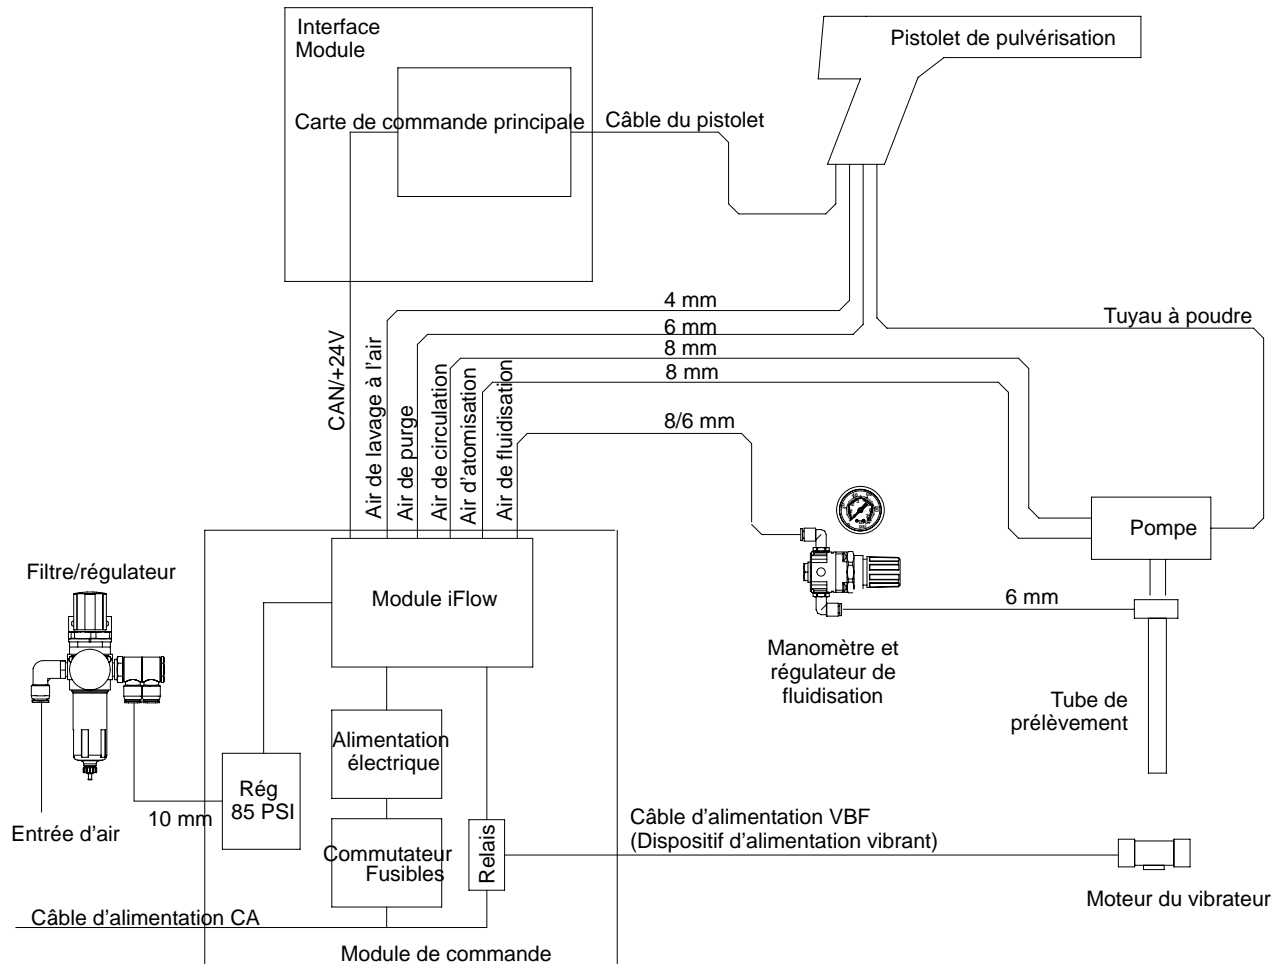 Interface
Module
Pistolet de pulvérisation
Carte de commande principale
Câble du pistolet
4 mm
6 mm
8 mm
8 mm
8/6 mm
Tuyau à poudre
CAN/+24V
Air de lavage à l'air
Air de purge
Air de circulation
Air d'atomisation
Air de fluidisation
Pompe
Filtre/régulateur
Module iFlow
6 mm
Manomètre et
régulateur de
fluidisation
Tube de
prélèvement
Alimentation
électrique
Rég
85 PSI
10 mm
Entrée d'air
Commutateur
Fusibles
Relais
Câble d'alimentation VBF
(Dispositif d'alimentation vibrant)
Moteur du vibrateur
Câble d'alimentation CA
Module de commande